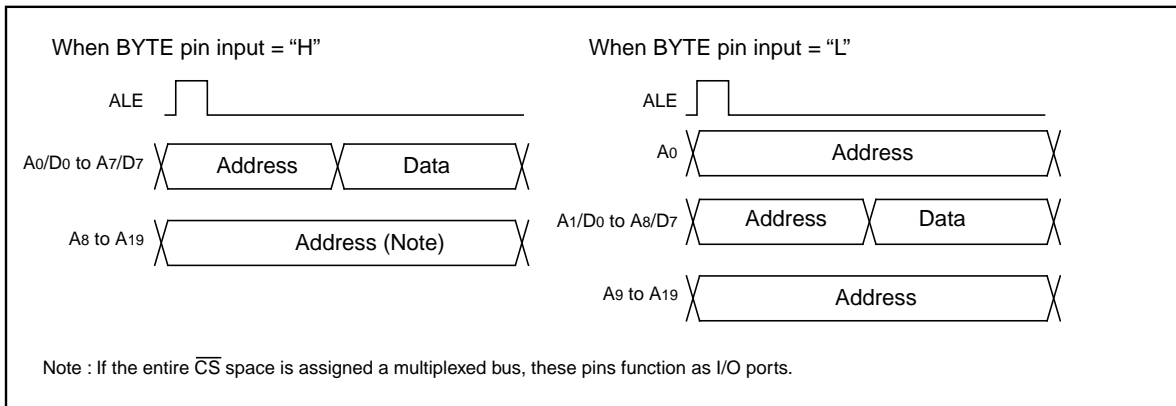 When BYTE pin input = “H”
ALE
A0/D0 to A7/D7
Address
Data
A8 to A19
Address (Note)
When BYTE pin input = “L”
ALE
A0
Address
A1/D0 to A8/D7
Address
Data
A9 to A19
Address
Note : If the entire CS space is assigned a multiplexed bus, these pins function as I/O ports.